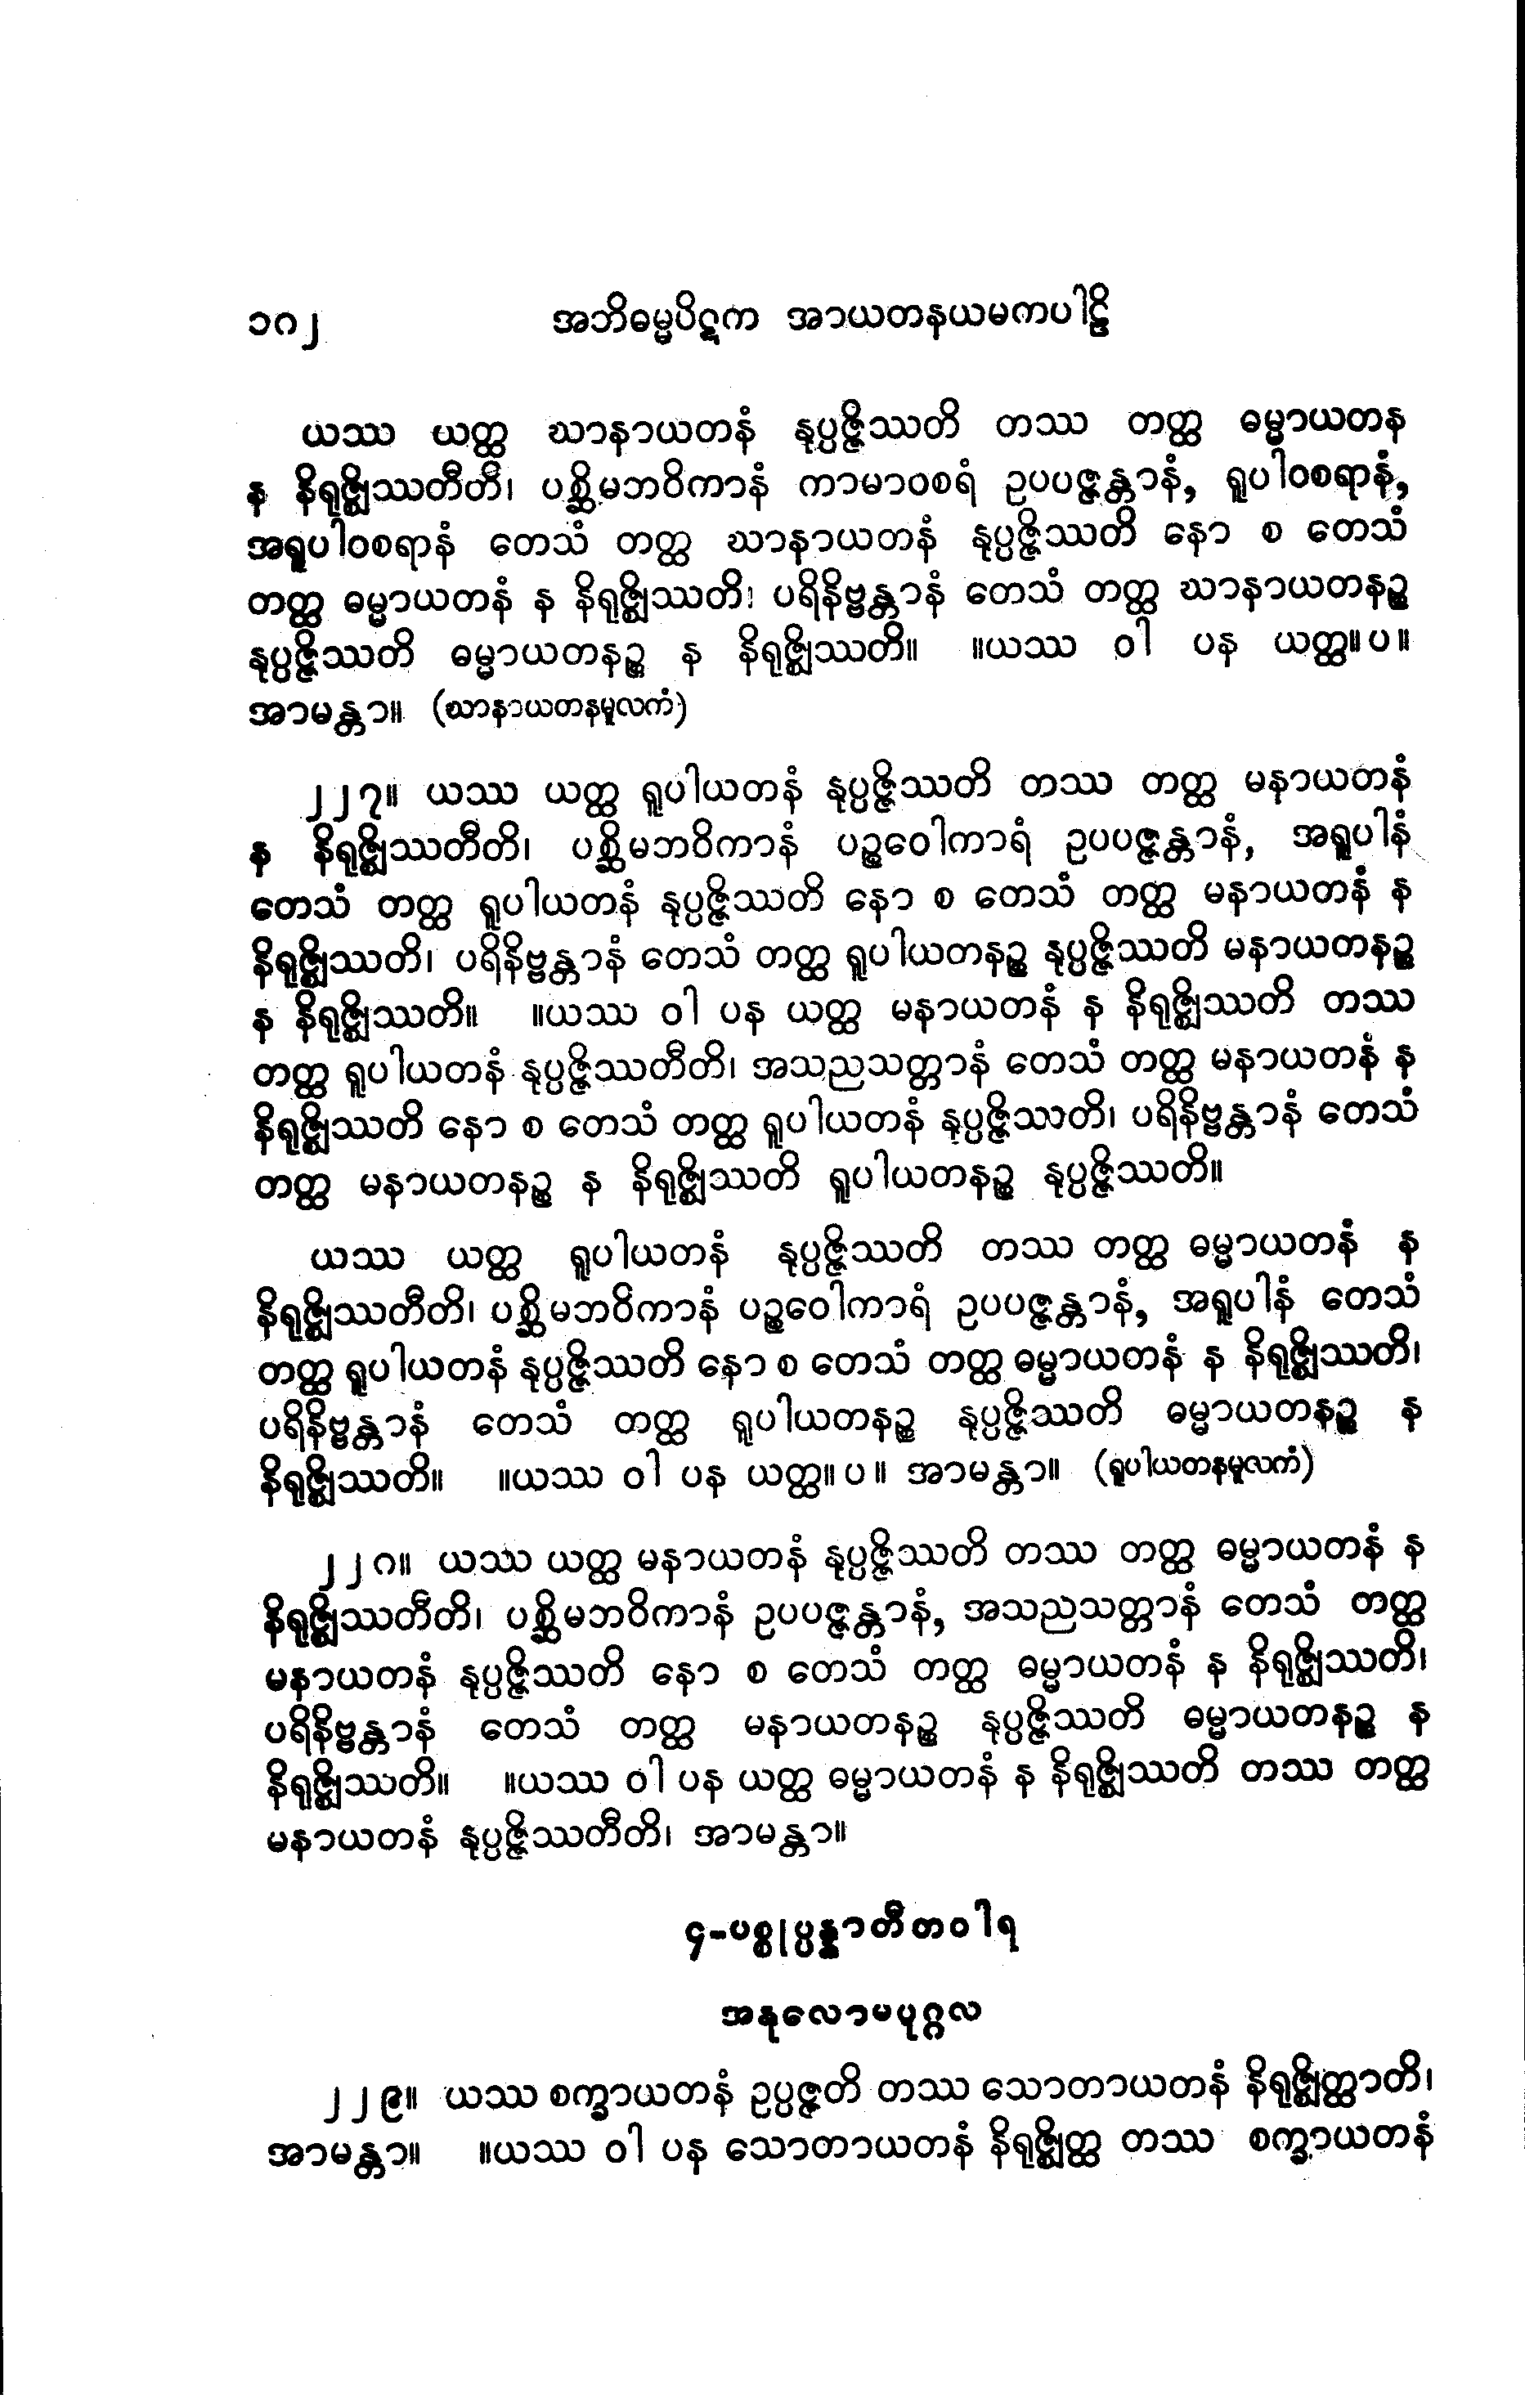 ၁၈၂ အဘိဓမ္မပိဋက အာယတနယမကပါဠိ
ယဿ ယတ္ထ ဃာနာယတနံ နုပ္ပဇ္ဇိဿတိ တဿ တတ္ထ ဓမ္မာယတန
န နိရုဇ္ဈိဿတီတိ၊ ပစ္ဆိမဘဝိကာနံ ကာမာဝစရံ ဥပပဇ္ဇန္တာနံ, ရူပါဝစရာနံ,
အရူပါဝစရာနံ တေသံ တတ္ထ ဃာနာယတနံ နုပ္ပဇ္ဇိဿတိ နော စ တေသံ
တတ္ထ ဓမ္မာယတနံ န နိရုဇ္ဈိဿတိ၊ ပရိနိဗ္ဗန္တာနံ တေသံ တတ္ထ ဃာနာယတနဉ္စ
နုပ္ပဇ္ဇိဿတိ ဓမ္မာယတနဉ္စ န နိရုဇ္ဈိဿတိ။ ။ယဿ ဝါ ပန ယတ္ထ။ ပ။
အာမန္တာ။ (ဃာနာယတနမူလကံ)
၂၂၇။ ယဿ ယတ္ထ ရူပါယတနံ နုပ္ပဇ္ဇိဿတိ တဿ တတ္ထ မနာယတနံ
န နိရုဇ္ဈိဿတီတိ၊ ပစ္ဆိမဘဝိကာနံ ပဉ္စဝေါကာရံ ဥပပဇ္ဇန္တာနံ, အရူပါနံ
တေသံ တတ္ထ ရူပါယတနံ နုပ္ပဇ္ဇိဿတိ နော စ တေသံ တတ္ထ မနာယတနံ န
နိရုဇ္ဈိဿတိ၊ ပရိနိဗ္ဗန္တာနံ တေသံ တတ္ထ ရူပါယတနဉ္စ နုပ္ပဇ္ဇိဿတိ မနာယတနဉ္စ
န နိရုဇ္ဈိဿတိ။ ။ယဿ ဝါ ပန ယတ္ထ မနာယတနံ န နိရုဇ္ဈိဿတိ တဿ
တတ္ထ ရူပါယတနံ နုပ္ပဇ္ဇိဿတီတိ၊ အသညသတ္တာနံ တေသံ တတ္ထ မနာယတနံ န
နိရုဇ္ဈိဿတိ နော စ တေသံ တတ္ထ ရူပါယတနံ နုပ္ပဇ္ဇိဿတိ၊ ပရိနိဗ္ဗန္တာနံ တေသံ
တတ္ထ မနာယတနဉ္စ န နိရုဇ္ဈိဿတိ ရူပါယတနဉ္စ နုပ္ပဇ္ဇိဿတိ။
ယဿ ယတ္ထ ရူပါယတနံ နုပ္ပဇ္ဇိဿတိ တဿ တတ္ထ ဓမ္မာယတနံ န
နိရုဇ္ဈိဿတီတိ၊ ပစ္ဆိမဘဝိကာနံ ပဉ္စဝေါကာရံ ဥပပဇ္ဇန္တာနံ, အရူပါနံ တေသံ
တတ္ထ ရူပါယတနံ နုပ္ပဇ္ဇိဿတိ နော စ တေသံ တတ္ထ ဓမ္မာယတနံ န နိရုဇ္ဈိဿတိ၊
ပရိနိဗ္ဗန္တာနံ တေသံ တတ္ထ ရူပါယတနဉ္စ နုပ္ပဇ္ဇိဿတိ ဓမ္မာယတနဉ္စ န
နိရုဇ္ဈိဿတိ။ ။ယဿ ဝါ ပန ယတ္ထ။ ပ။ အာမန္တာ။ (ရူပါယတနမူလကံ)
၂၂၈။ ယဿ ယတ္ထ မနာယတနံ နုပ္ပဇ္ဇိဿတိ တဿ တတ္ထ ဓမ္မာယတနံ န
နိရုဇ္ဈိဿတီတိ၊ ပစ္ဆိမဘဝိကာနံ ဥပပဇ္ဇန္တာနံ, အသညသတ္တာနံ တေသံ တတ္ထ
မနာယတနံ နုပ္ပဇ္ဇိဿတိ နော စ တေသံ တတ္ထ ဓမ္မာယတနံ န နိရုဇ္ဈိဿတိ၊
ပရိနိဗ္ဗန္တာနံ တေသံ တတ္ထ မနာယတနဉ္စ နုပ္ပဇ္ဇိဿတိ ဓမ္မာယတနဉ္စ န
နိရုဇ္ဈိဿတိ။ ။ယဿ ဝါ ပန ယတ္ထ ဓမ္မာယတနံ န နိရုဇ္ဈိဿတိ တဿ တတ္ထ
မနာယတနံ နုပ္ပဇ္ဇိဿတီတိ၊ အာမန္တာ။
၄-ပစ္စုပ္ပန္နာတီတဝါရ
အနုလောမပုဂ္ဂလ
၂၂၉။ ယဿ စက္ခာယတနံ ဥပ္ပဇ္ဇတိ တဿ သောတာယတနံ နိရုဇ္ဈိတ္ထာတိ၊
အာမန္တာ။ ။ယဿ ဝါ ပန သောတာယတနံ နိရုဇ္ဈိတ္ထ တဿ စက္ခာယတနံ